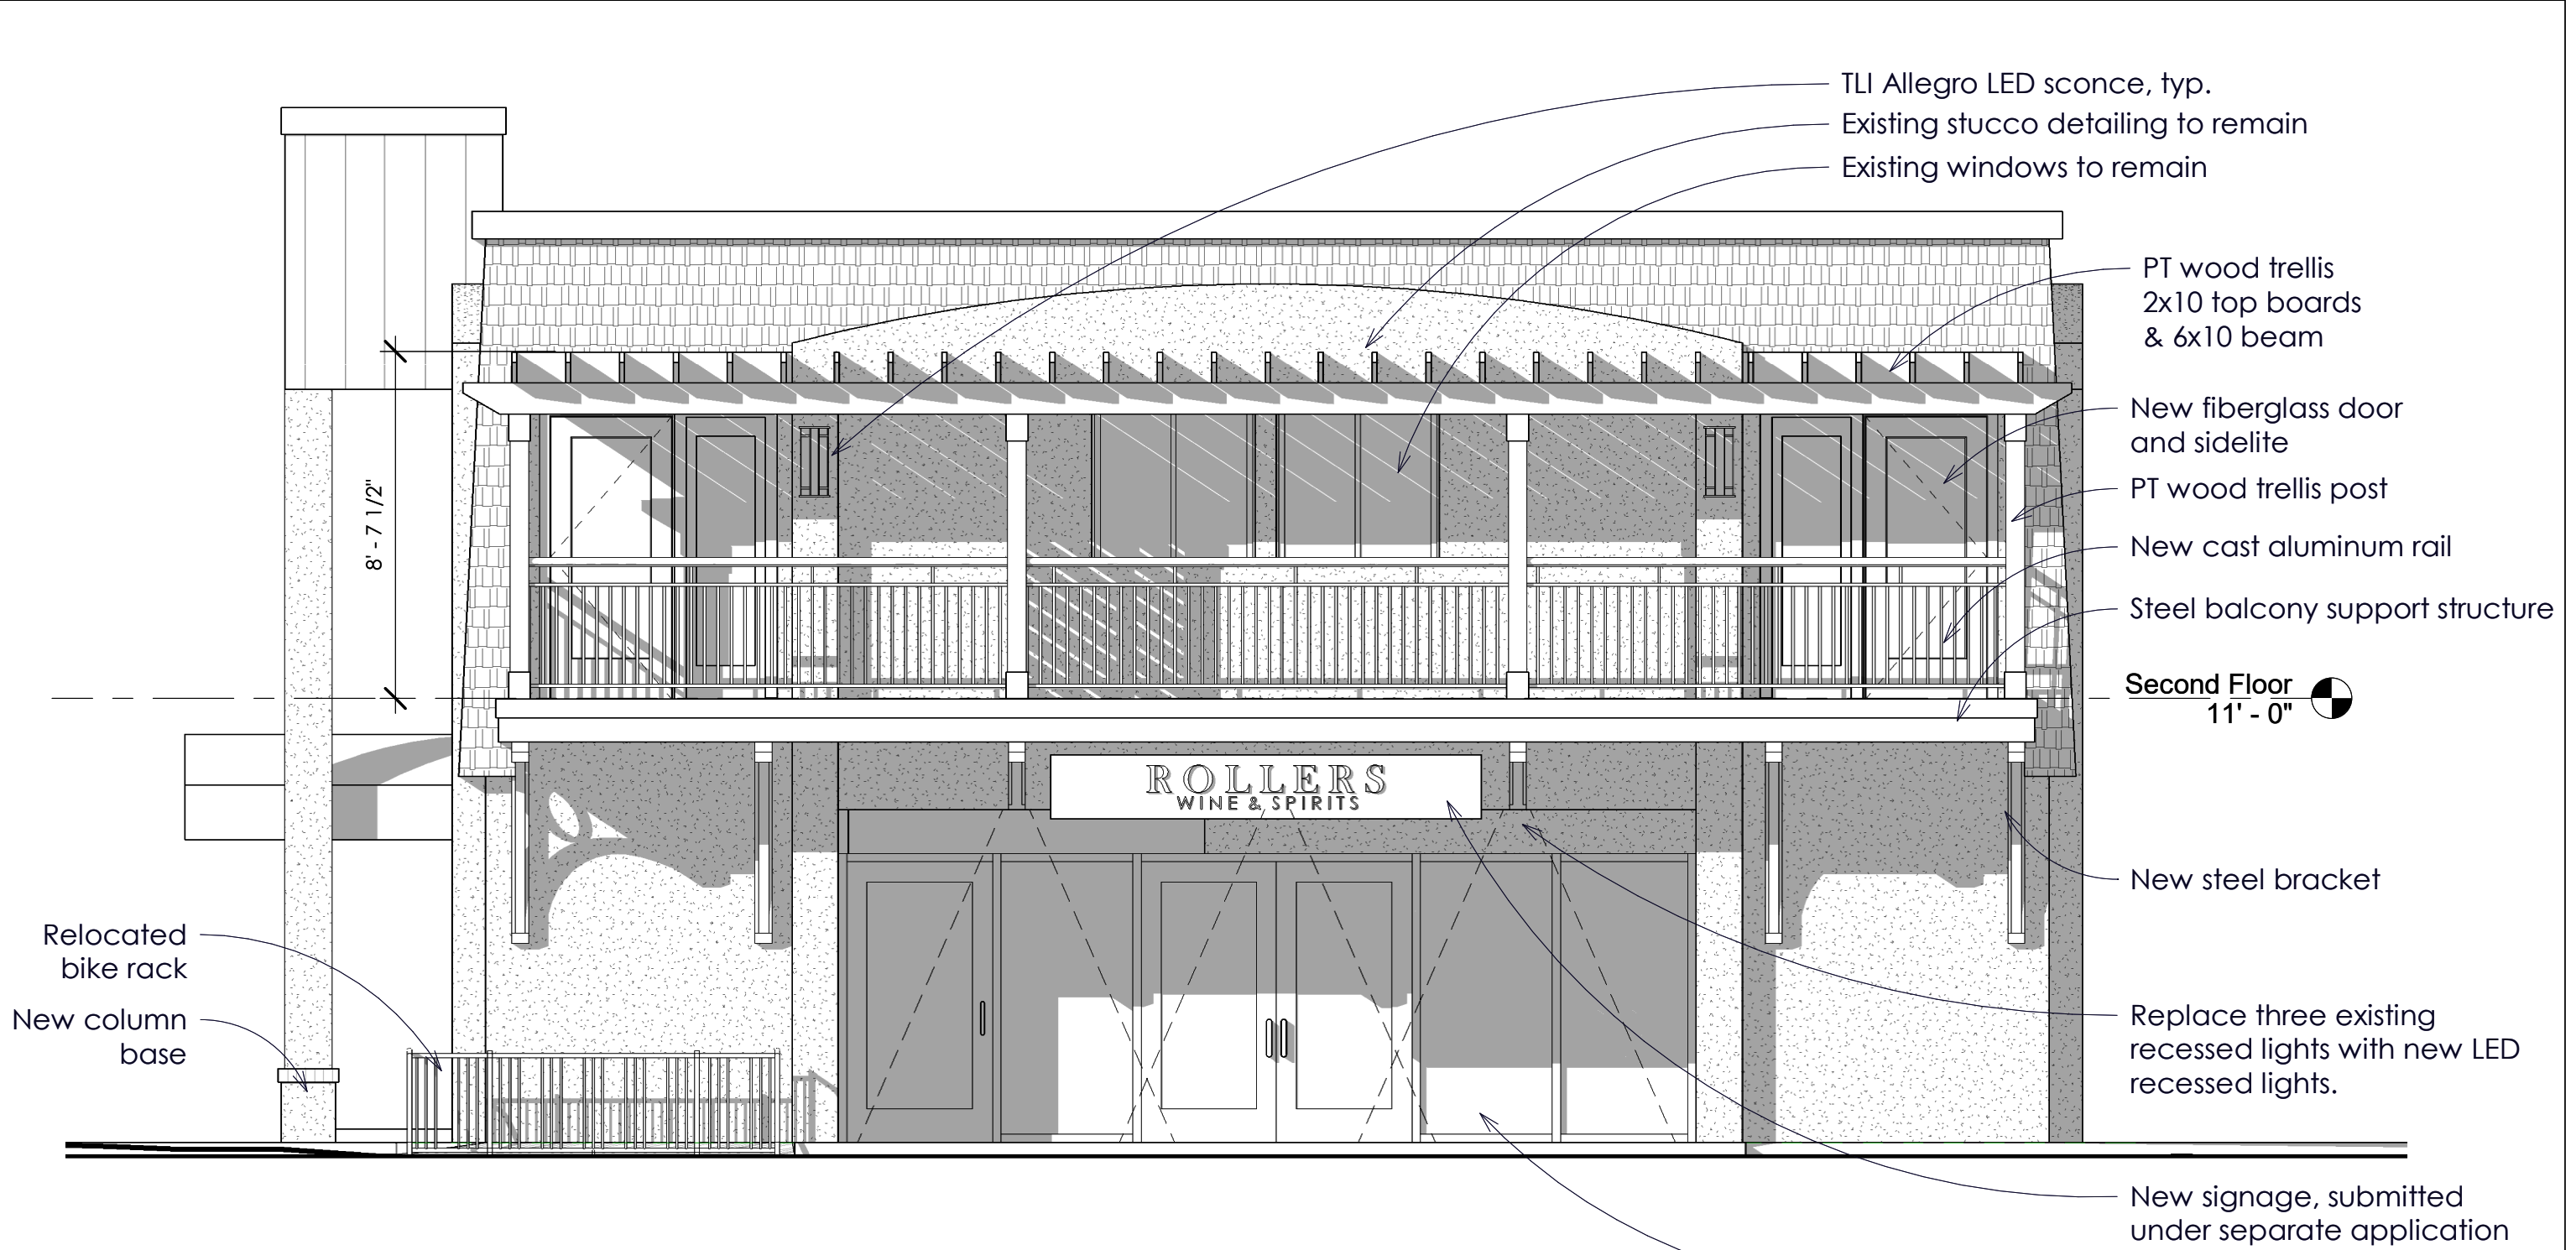 TLI Allegro LED sconce, typ.
Existing stucco detailing to remain
Existing windows to remain
PT wood trellis
2x10 top boards
& 6x10 beam
New fiberglass door
and sidelite
PT wood trellis post
New cast aluminum rail
Steel balcony support structure
8' - 7 1/2"
Second Floor
11' - 0"
ROLLERS
WINE & SPIRITS
New steel bracket
Relocated
bike rack
New column
base
Replace three existing
recessed lights with new LED
recessed lights.
New signage, submitted
under separate application